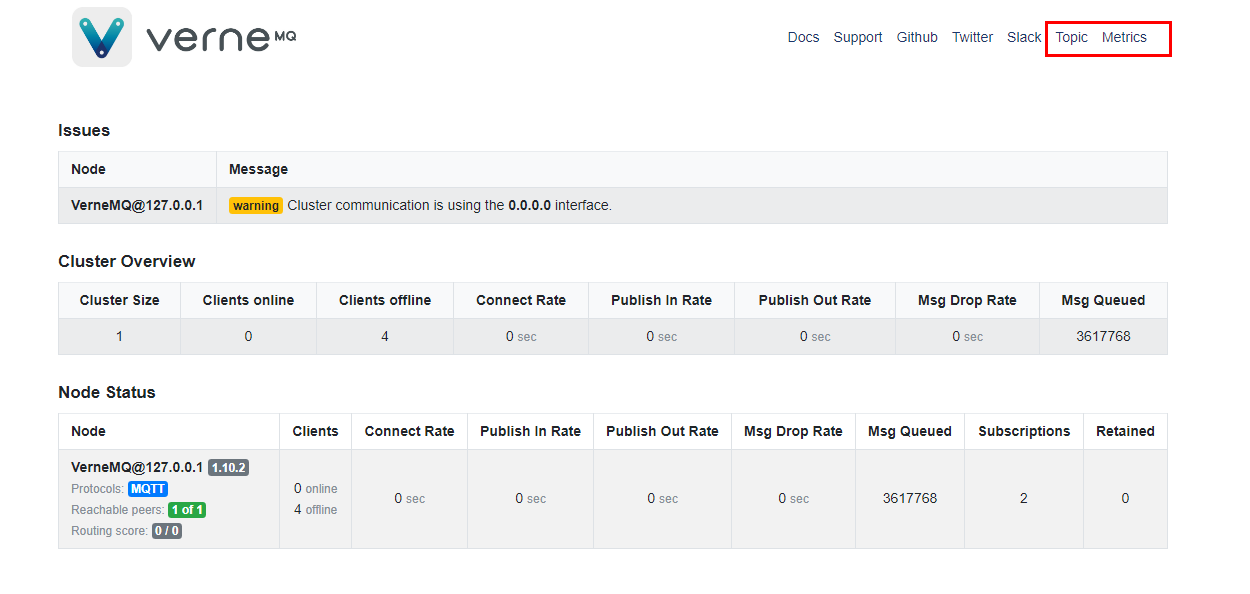 verne MQ
Docs Support Github Twitter Slack Topic Metrics
Issues
Node Message
VerneMQ@127.0.0.1 warning Cluster communication is using the 0.0.0.0 interface.
Cluster Overview
Cluster Size Clients online Clients offline Connect Rate Publish In Rate Publish Out Rate Msg Drop Rate Msg Queued
1 0 4 0 sec 0 sec 0 sec 0 sec 3617768
Node Status
Node Clients Connect Rate Publish In Rate Publish Out Rate Msg Drop Rate Msg Queued Subscriptions Retained
VerneMQ@127.0.0.1 1.10.2
Protocols: MQTT
Reachable peers: 1 of 1
Routing score: 0 / 0
0 online
4 offline
0 sec 0 sec 0 sec 0 sec 3617768 2 0